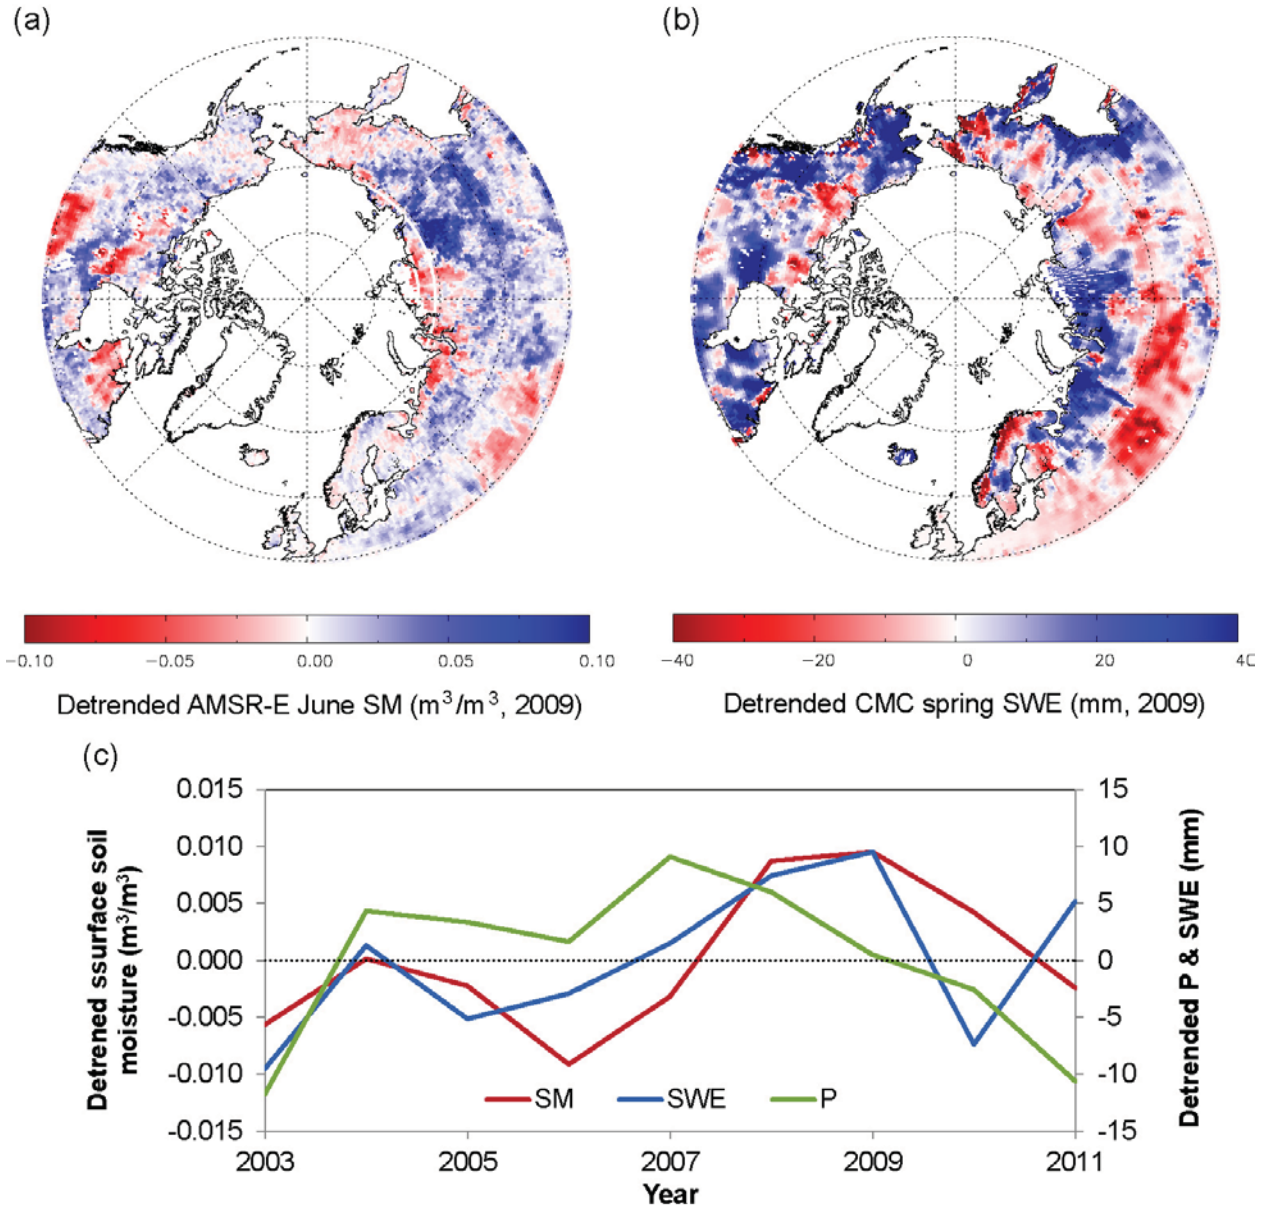 (a)
(b)
−0.10 −0.05 0.00 0.05 0.10
−40 −20 0 20 40
Detrended AMSR-E June SM (m³/m³, 2009)
Detrended CMC spring SWE (mm, 2009)
(c)
Detrened ssurface soil
moisture (m³/m³)
0.015
0.010
0.005
0.000
-0.005
-0.010
-0.015
15
10
5
0
-5
-10
-15
Detrended P & SWE (mm)
SM SWE P
2003 2005 2007 2009 2011
Year